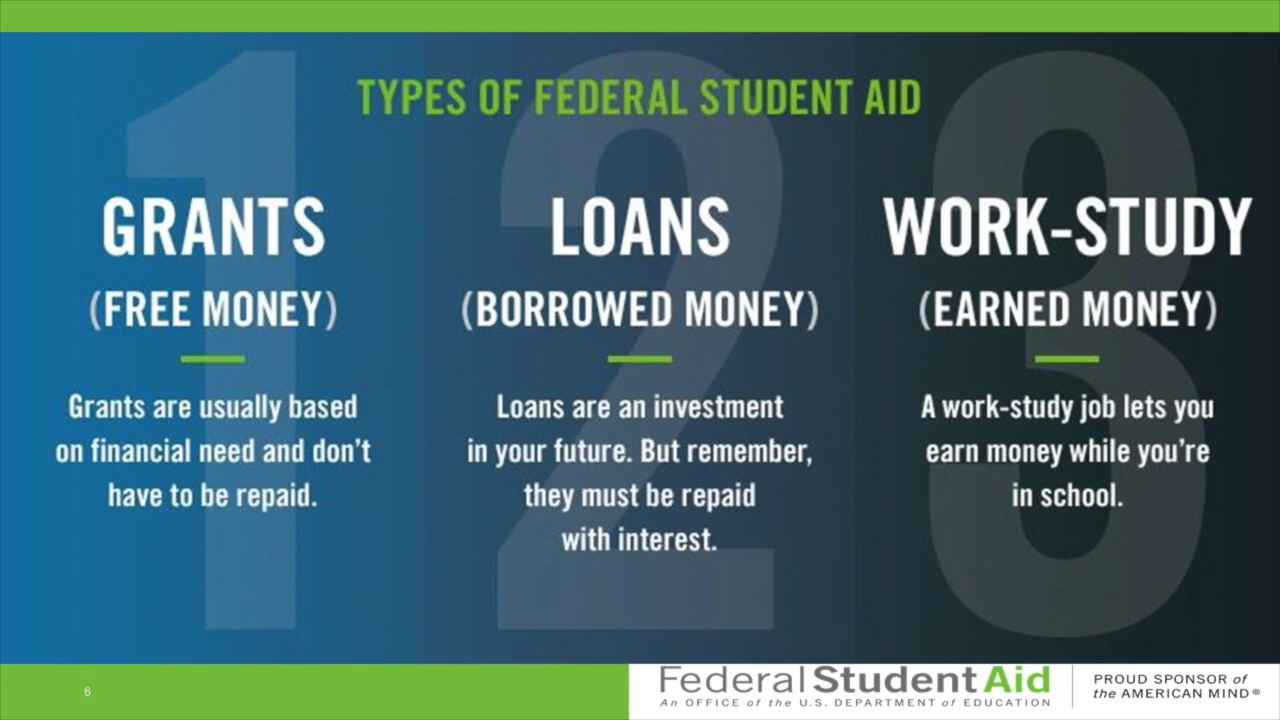 TYPES OF FEDERAL STUDENT AID
1
GRANTS
(FREE MONEY)
Grants are usually based
on financial need and don't
have to be repaid.
2
LOANS
(BORROWED MONEY)
Loans are an investment
in your future. But remember,
they must be repaid
with interest.
3
WORK-STUDY
(EARNED MONEY)
A work-study job lets you
earn money while you're
in school.
6
Federal Student Aid
An OFFICE of the U.S. DEPARTMENT of EDUCATION
PROUD SPONSOR of
the AMERICAN MIND®